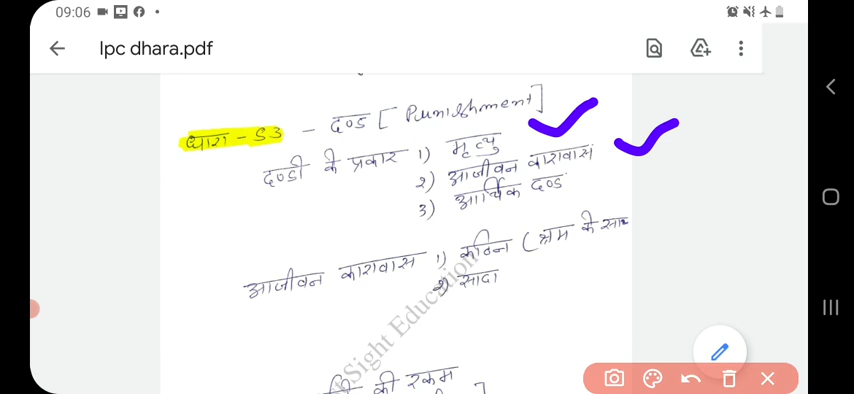 09:06
Ipc dhara.pdf
धारा - 53 - दण्ड [Punishment]
दण्डों के प्रकार 1) मृत्यु
2) आजीवन कारावास
3) आर्थिक दण्ड
आजीवन कारावास 1) कठिन (श्रम के साथ
2) सादा
Sight Education
की रकम